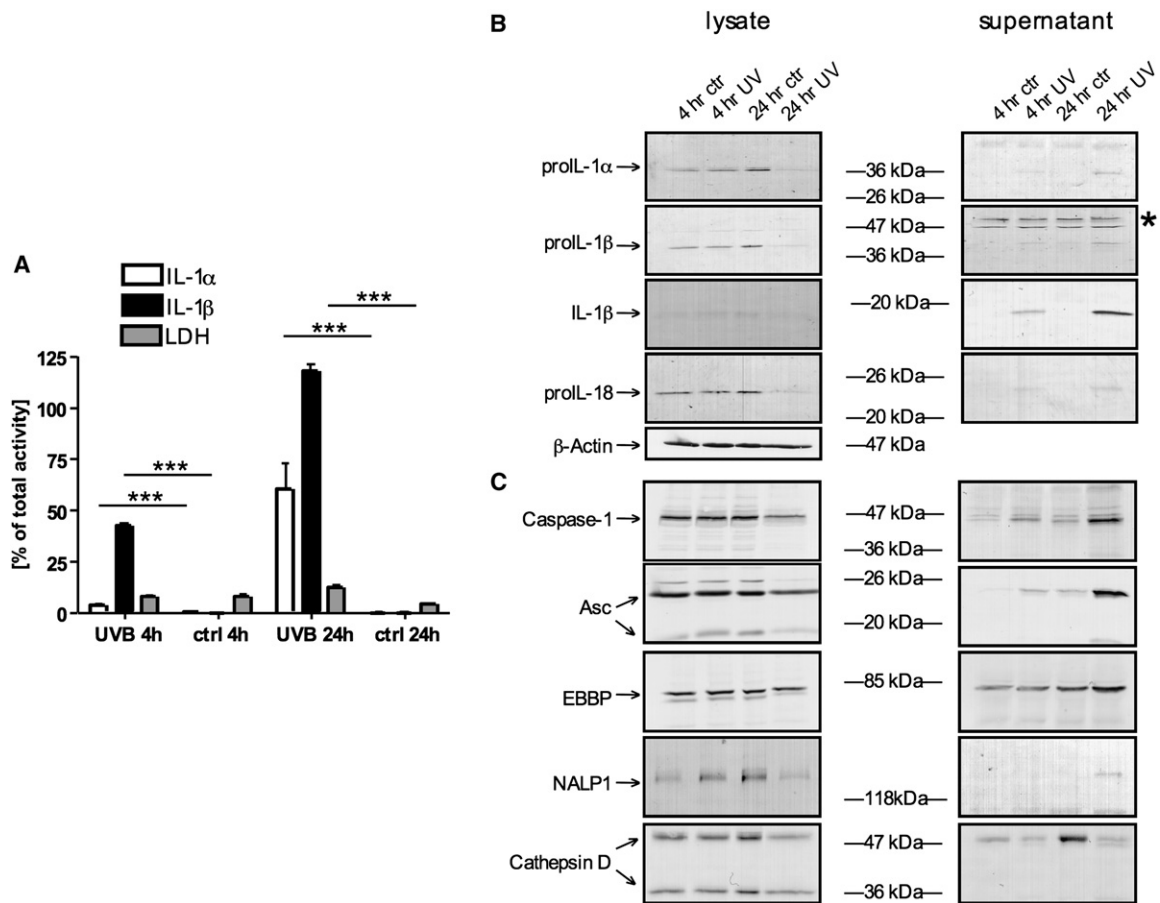 A
IL-1α
IL-1β
LDH
***
***
***
***
[% of total activity]
125
100
75
50
25
0
UVB 4h
ctrl 4h
UVB 24h
ctrl 24h
B
lysate
supernatant
4 hr ctr
4 hr UV
24 hr ctr
24 hr UV
4 hr ctr
4 hr UV
24 hr ctr
24 hr UV
proIL-1α
36 kDa
26 kDa
proIL-1β
47 kDa
36 kDa
*
IL-1β
20 kDa
proIL-18
26 kDa
20 kDa
β-Actin
47 kDa
C
Caspase-1
47 kDa
36 kDa
Asc
26 kDa
20 kDa
EBBP
85 kDa
NALP1
118kDa
Cathepsin D
47 kDa
36 kDa